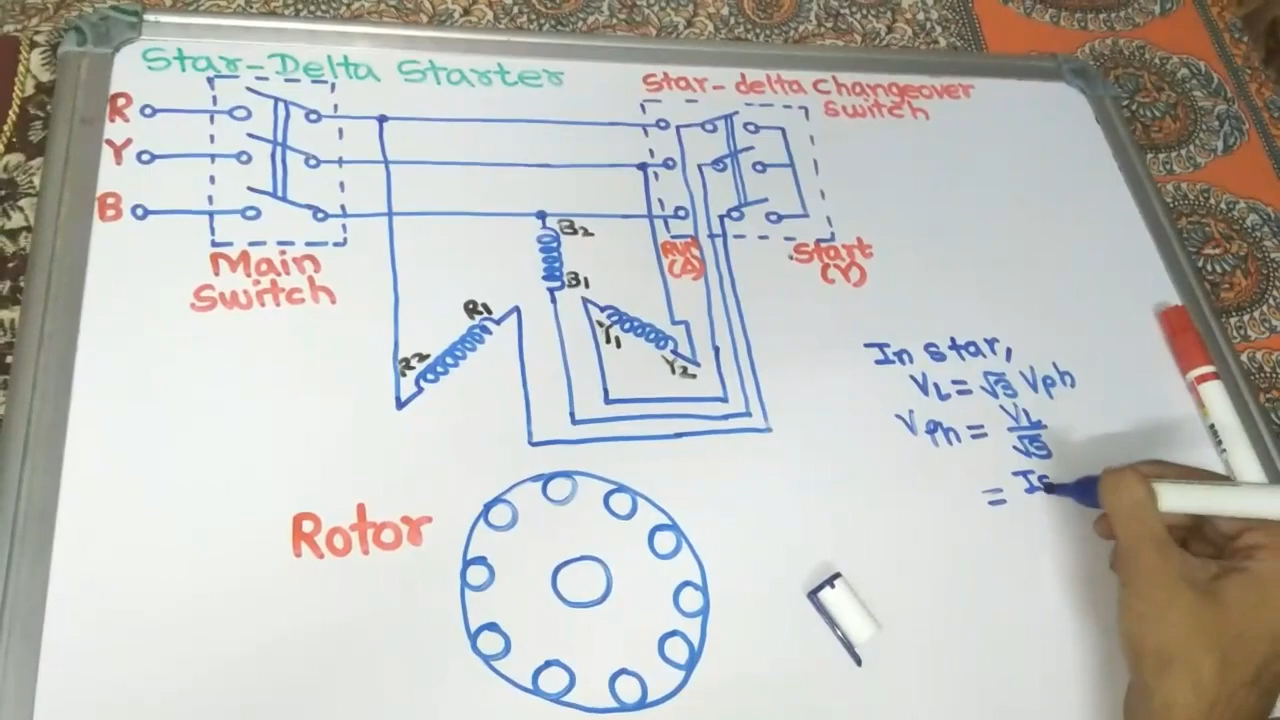 Star-Delta Starter
Star-delta Changeover
Switch
R
Y
B
Main
Switch
B2
B1
Run
(Δ)
Start
(Y)
R1
R2
Y1
Y2
In star,
VL = √3 Vph
Vph = VL
√3
=
Rotor